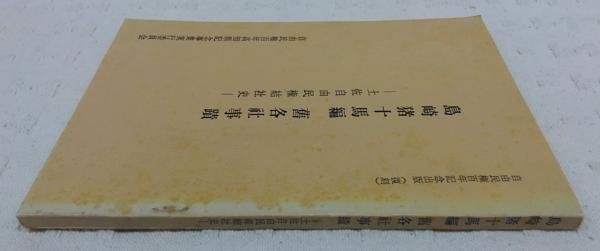 自由民権百年記念出版(復刻)
島崎猪十馬編 舊各社事蹟
―土佐自由民権結社史―
自由民権百年高知県記念事業実行委員会
島崎猪十馬編 舊各社事蹟 ―土佐自由民権結社史―